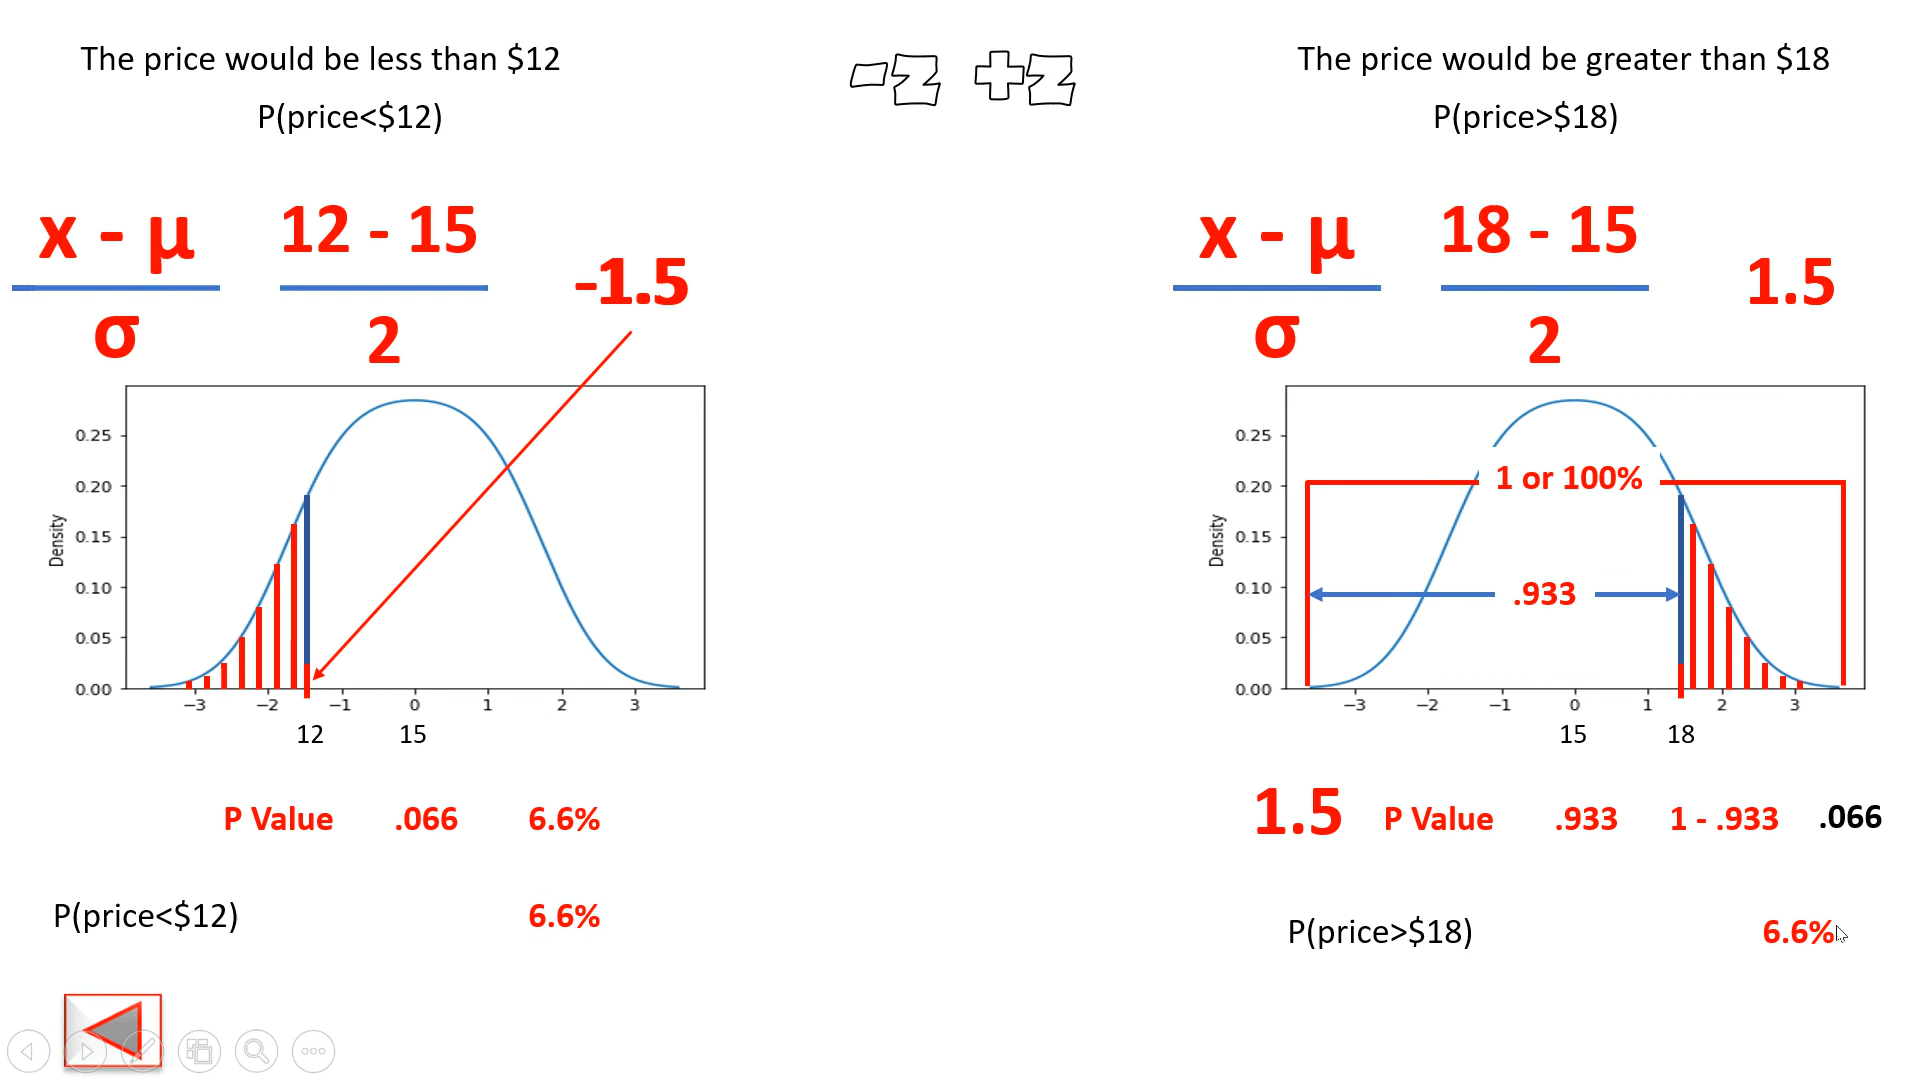 The price would be less than $12
P(price<$12)
x - μ
σ
12 - 15
2
-1.5
Density
0.25
0.20
0.15
0.10
0.05
0.00
−3 −2 −1 0 1 2 3
12 15
P Value .066 6.6%
P(price<$12) 6.6%
-Z +Z
The price would be greater than $18
P(price>$18)
x - μ
σ
18 - 15
2
1.5
Density
0.25
0.20
0.15
0.10
0.05
0.00
1 or 100%
.933
−3 −2 −1 0 1 2 3
15 18
1.5 P Value .933 1 - .933 .066
P(price>$18) 6.6%